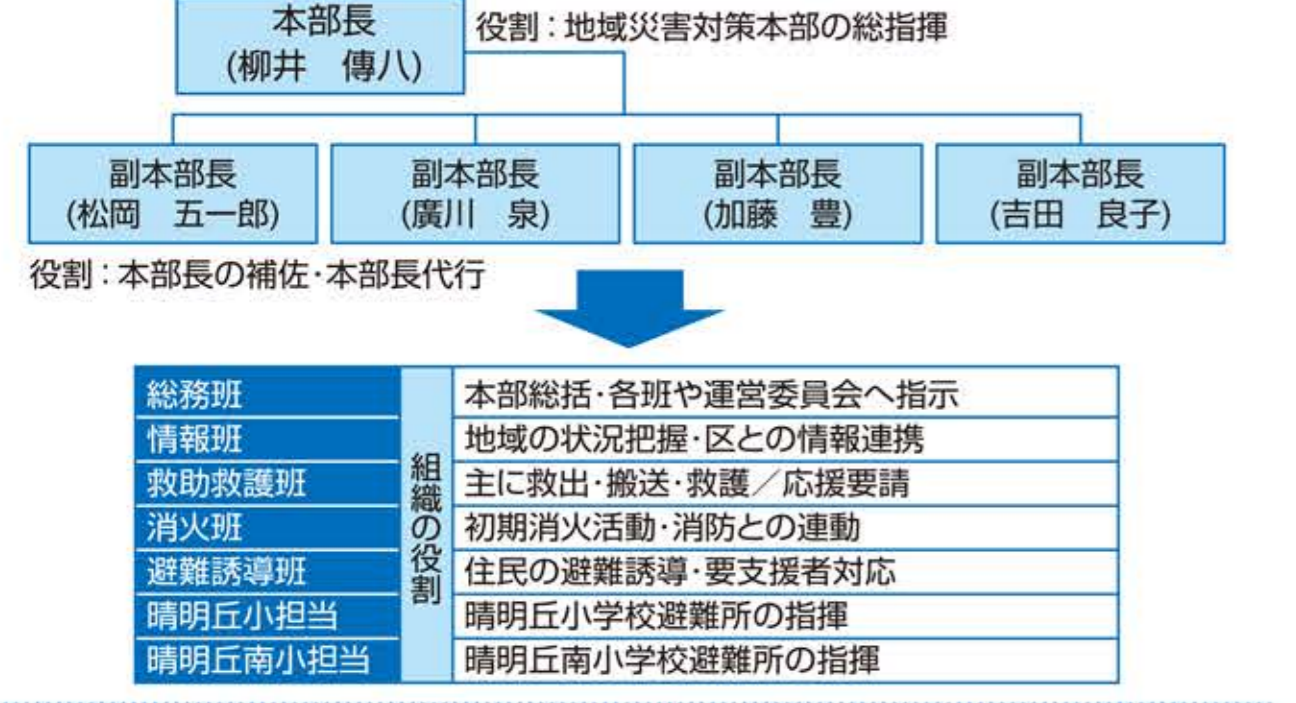 本部長
(柳井　傳八)
役割：地域災害対策本部の総指揮
副本部長
(松岡　五一郎)
副本部長
(廣川　泉)
副本部長
(加藤　豊)
副本部長
(吉田　良子)
役割：本部長の補佐･本部長代行
組織の役割
総務班　本部総括･各班や運営委員会へ指示
情報班　地域の状況把握･区との情報連携
救助救護班　主に救出･搬送･救護／応援要請
消火班　初期消火活動･消防との連動
避難誘導班　住民の避難誘導･要支援者対応
晴明丘小担当　晴明丘小学校避難所の指揮
晴明丘南小担当　晴明丘南小学校避難所の指揮